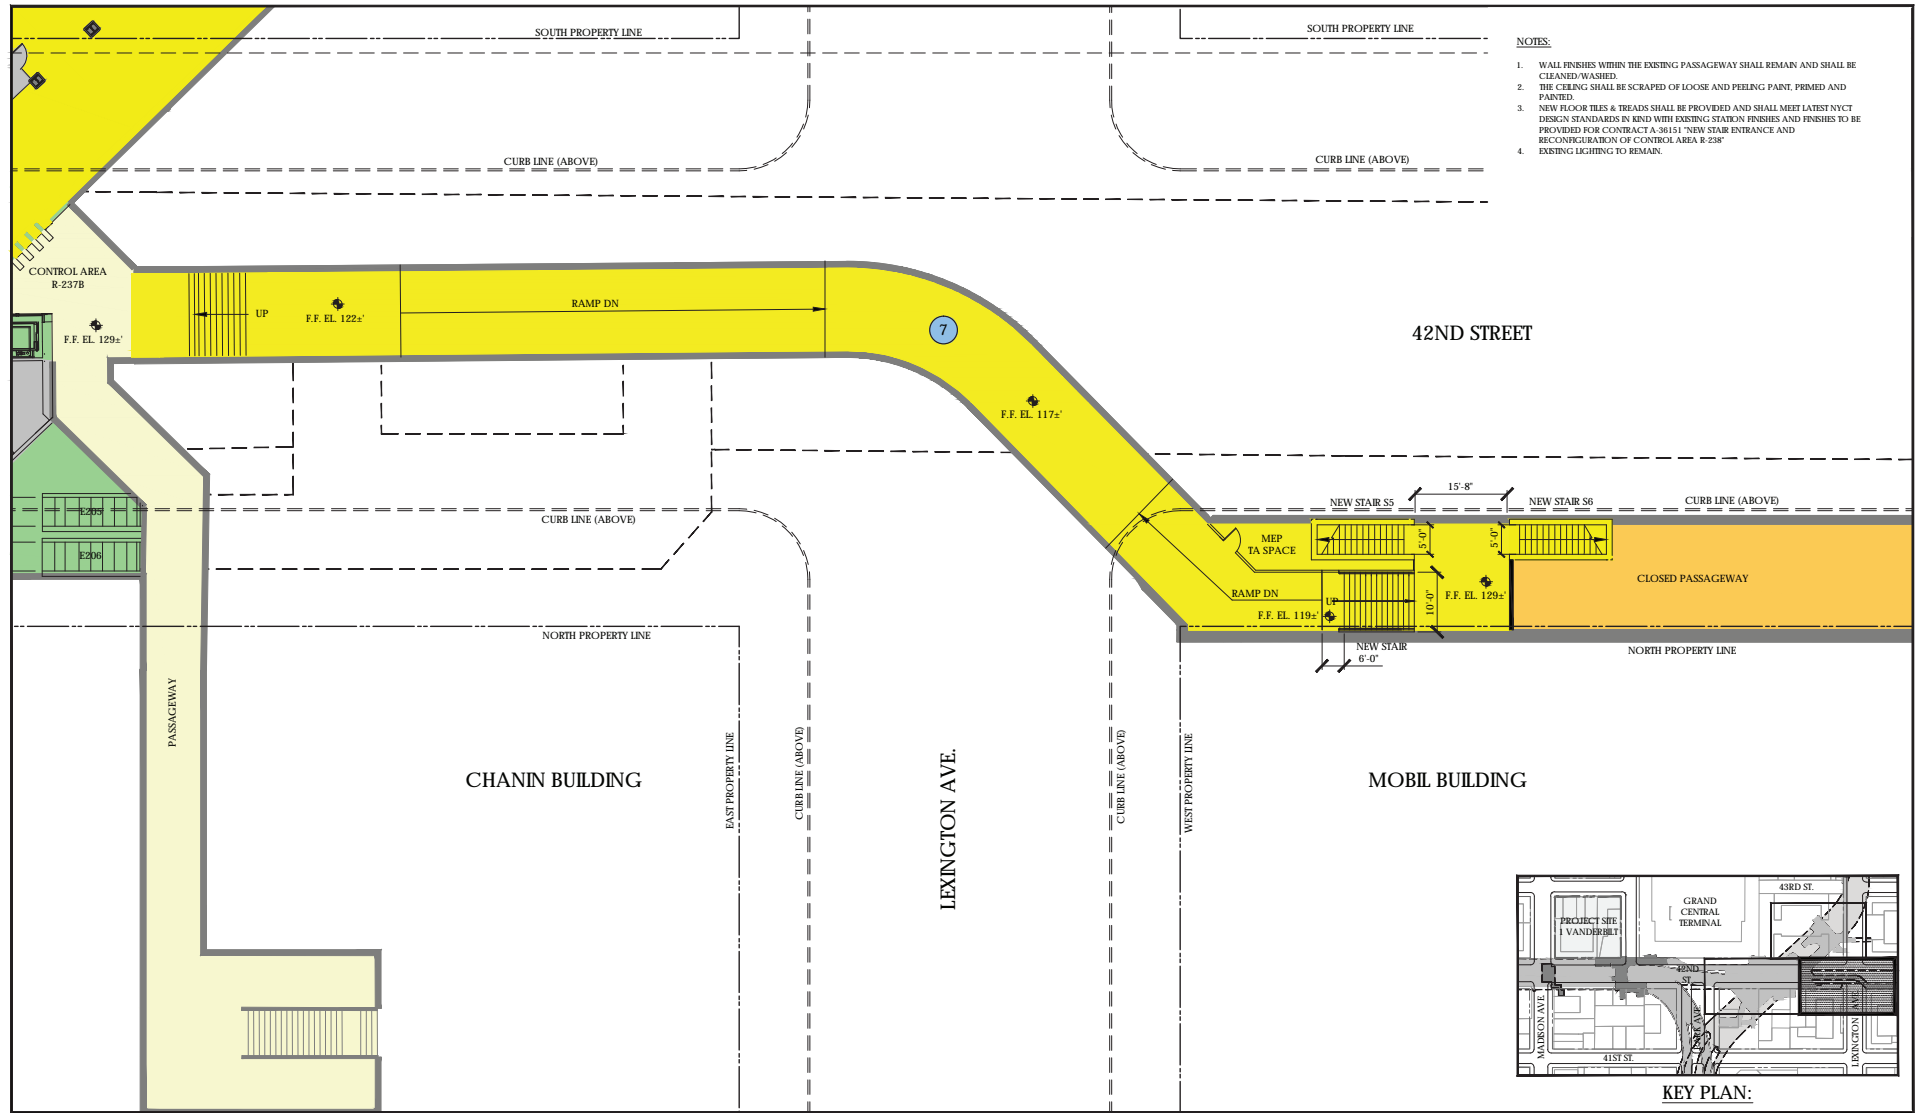 SOUTH PROPERTY LINE
SOUTH PROPERTY LINE
NOTES:
1. WALL FINISHES WITHIN THE EXISTING PASSAGEWAY SHALL REMAIN AND SHALL BE
CLEANED/WASHED.
2. THE CEILING SHALL BE SCRAPED OF LOOSE AND PEELING PAINT, PRIMED AND
PAINTED.
3. NEW FLOOR TILES & TREADS SHALL BE PROVIDED AND SHALL MEET LATEST NYCT
DESIGN STANDARDS IN KIND WITH EXISTING STATION FINISHES AND FINISHES TO BE
PROVIDED FOR CONTRACT A-36151 "NEW STAIR ENTRANCE AND
RECONFIGURATION OF CONTROL AREA R-238"
4. EXISTING LIGHTING TO REMAIN.
CURB LINE (ABOVE)
CURB LINE (ABOVE)
CONTROL AREA
R-237B
F.F. EL. 129±'
UP
F.F. EL. 122±'
RAMP DN
7
42ND STREET
F.F. EL. 117±'
15'-8"
NEW STAIR S5
NEW STAIR S6
CURB LINE (ABOVE)
E205
CURB LINE (ABOVE)
MEP
TA SPACE
5'-0"
5'-0"
E206
CLOSED PASSAGEWAY
RAMP DN
UP
10'-0"
F.F. EL. 129±'
F.F. EL. 119±'
NORTH PROPERTY LINE
NEW STAIR
6'-0"
NORTH PROPERTY LINE
PASSAGEWAY
CHANIN BUILDING
EAST PROPERTY LINE
CURB LINE (ABOVE)
LEXINGTON AVE.
CURB LINE (ABOVE)
WEST PROPERTY LINE
MOBIL BUILDING
43RD ST.
GRAND
CENTRAL
TERMINAL
PROJECT SITE
1 VANDERBILT
42ND
ST.
MADISON AVE.
PARK AVE.
LEXINGTON AVE.
41ST ST.
KEY PLAN: